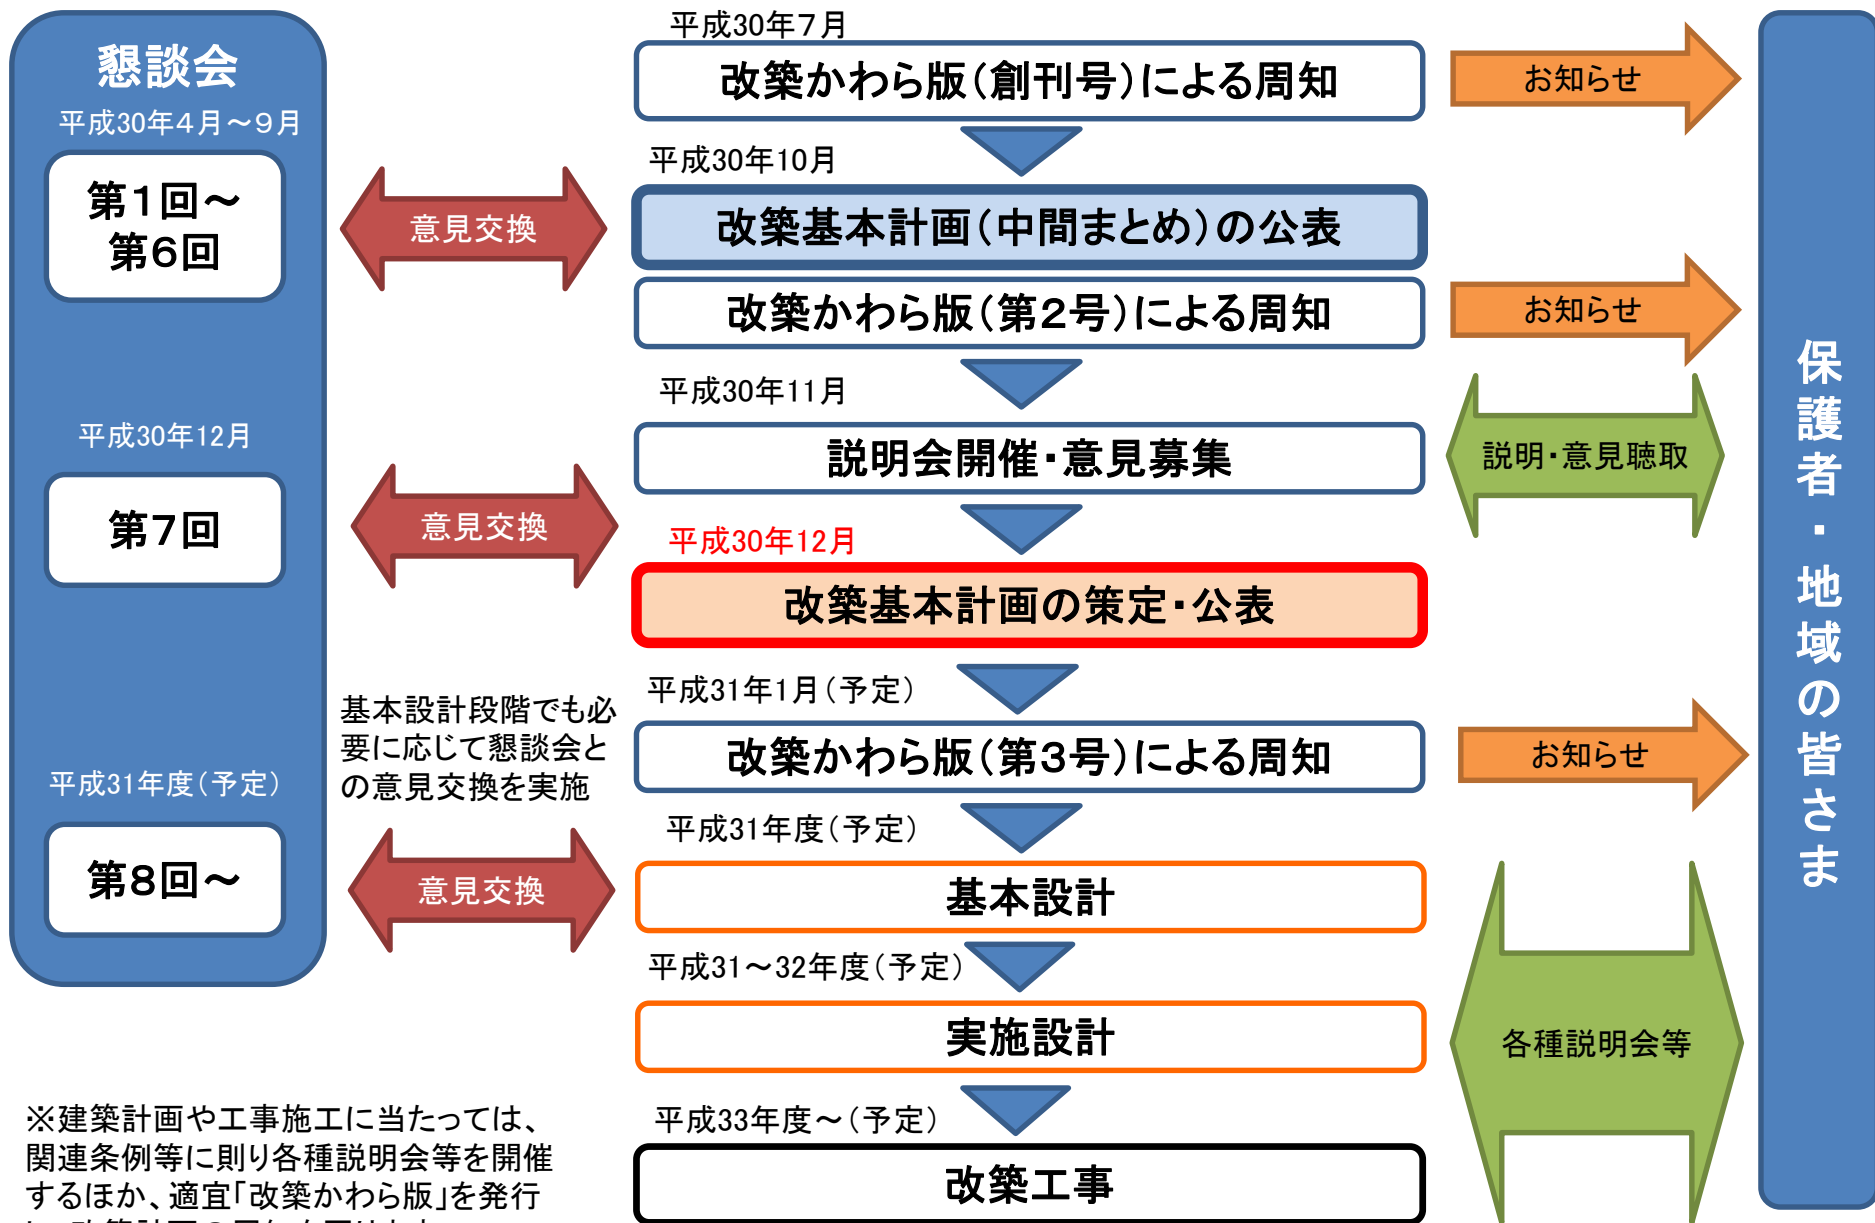 懇談会
平成30年4月～9月
第1回～
第6回
平成30年12月
第7回
平成31年度(予定)
第8回～
意見交換
意見交換
基本設計段階でも必
要に応じて懇談会と
の意見交換を実施
意見交換
平成30年7月
改築かわら版(創刊号)による周知
平成30年10月
改築基本計画(中間まとめ)の公表
改築かわら版(第2号)による周知
平成30年11月
説明会開催・意見募集
平成30年12月
改築基本計画の策定・公表
平成31年1月(予定)
改築かわら版(第3号)による周知
平成31年度(予定)
基本設計
平成31～32年度(予定)
実施設計
平成33年度～(予定)
改築工事
お知らせ
お知らせ
説明・意見聴取
お知らせ
各種説明会等
保護者・地域の皆さま
※建築計画や工事施工に当たっては、
関連条例等に則り各種説明会等を開催
するほか、適宜「改築かわら版」を発行